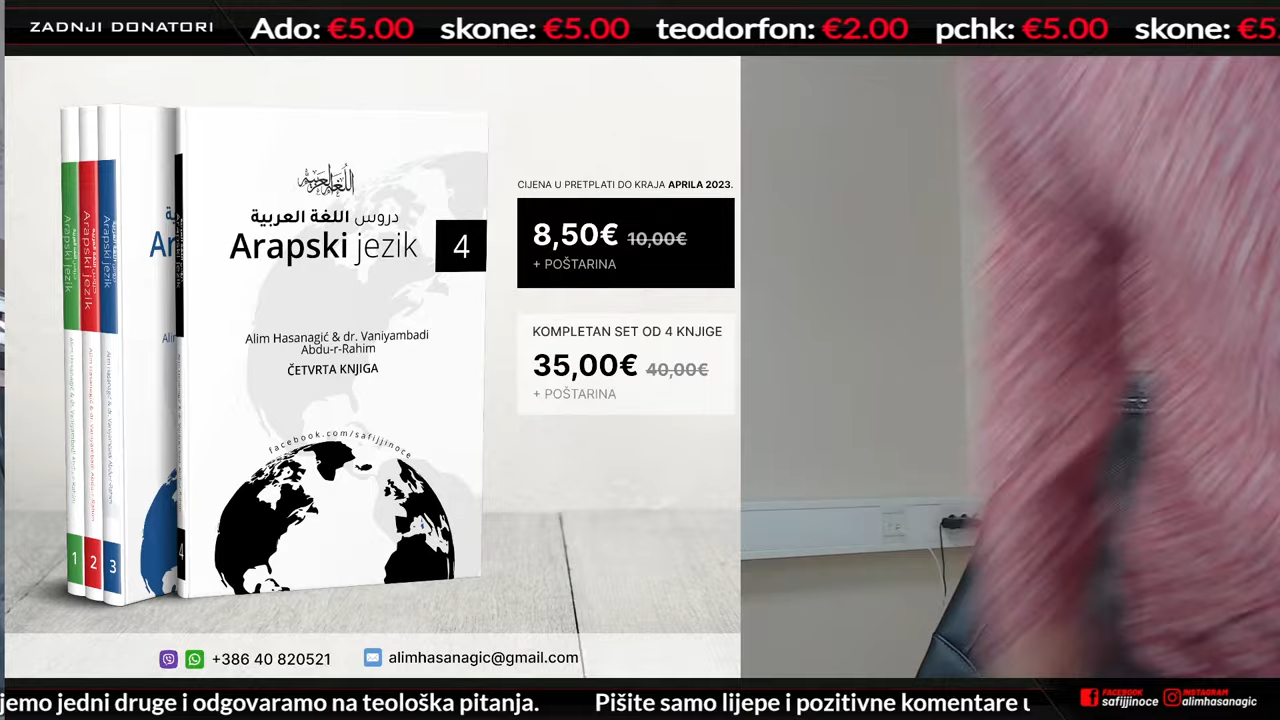 ZADNJI DONATORI
Ado: €5.00 skone: €5.00 teodorfon: €2.00 pchk: €5.00 skone: €5
CIJENA U PRETPLATI DO KRAJA APRILA 2023.
8,50€ 10,00€
+ POŠTARINA
KOMPLETAN SET OD 4 KNJIGE
35,00€ 40,00€
+ POŠTARINA
اللغة العربية
دروس اللغة العربية
Arapski jezik 4
Alim Hasanagić & dr. Vaniyambadi
Abdu-r-Rahim
ČETVRTA KNJIGA
facebook.com/safijjinoce
Arapski jezik
Arapski jezik
Arapski jezik
1
2
3
4
+386 40 820521 alimhasanagic@gmail.com
jemo jedni druge i odgovaramo na teološka pitanja. Pišite samo lijepe i pozitivne komentare u
FACEBOOK
safijjinoce
INSTAGRAM
alimhasanagic